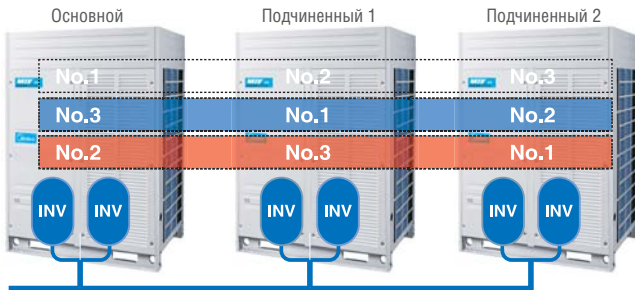 Основной Подчиненный 1 Подчиненный 2
No.1 No.2 No.3
No.3 No.1 No.2
No.2 No.3 No.1
INV INV INV INV INV INV